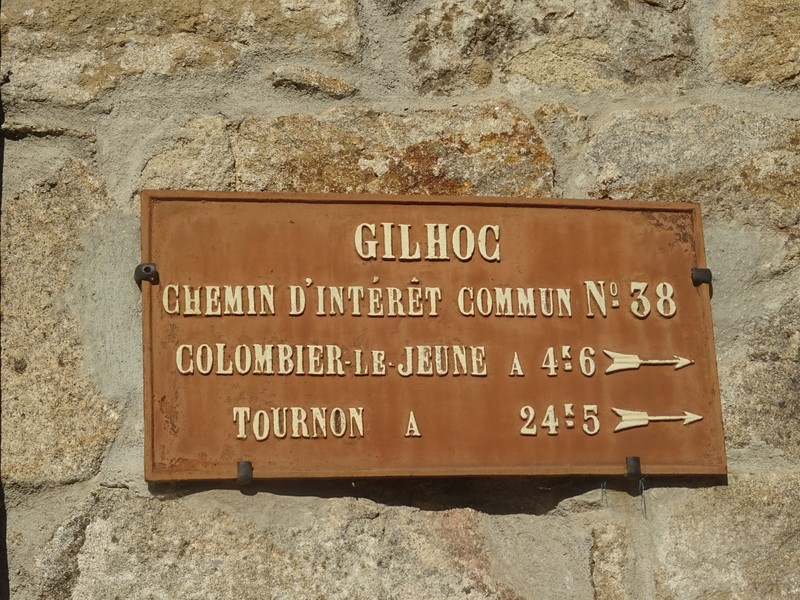 GILHOC
CHEMIN D'INTÉRÊT COMMUN Nº 38
COLOMBIER-LE-JEUNE A 4ᴷ6
TOURNON A 24ᴷ5